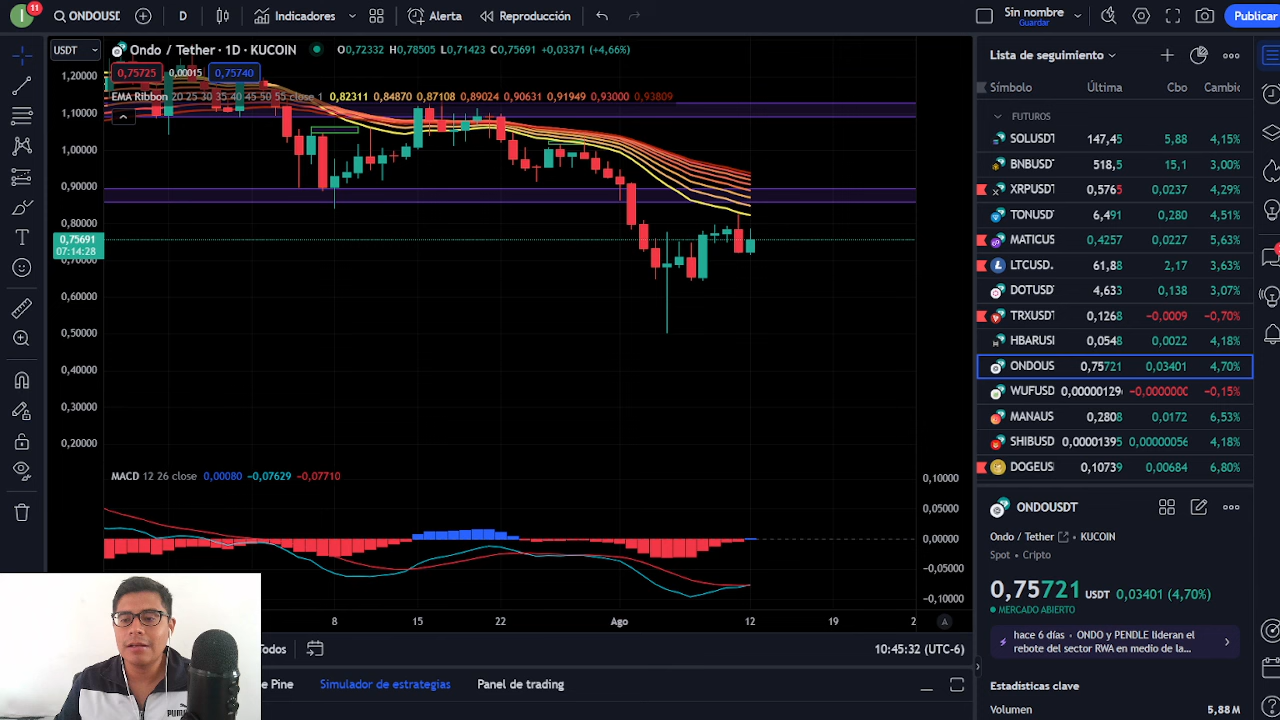 I 11 ONDOUSD D Indicadores Alerta Reproducción Sin nombre Guardar Publicar
USDT Ondo / Tether · 1D · KUCOIN O0,72332 H0,78505 L0,71423 C0,75691 +0,03371 (+4,66%)
0,75725 0,00015 0,75740
EMA Ribbon 20 25 30 35 40 45 50 55 close 1 0,82311 0,84870 0,87108 0,89024 0,90631 0,91949 0,93000 0,93809
1,20000
1,10000
1,00000
0,90000
0,80000
0,75691
07:14:28
0,70000
0,60000
0,50000
0,40000
0,30000
0,20000
MACD 12 26 close 0,00080 −0,07629 −0,07710
0,10000
0,05000
0,00000
−0,05000
−0,10000
8 15 22 Ago 12 19 2 A
Todos 10:45:32 (UTC-6)
e Pine Simulador de estrategias Panel de trading
PUMA
Lista de seguimiento
Símbolo Última Cbo Cambic
FUTUROS
SOLUSDT 147,45 5,88 4,15%
BNBUSD 518,5 15,1 3,00%
XRPUSDT 0,5765 0,0237 4,29%
TONUSD 6,491 0,280 4,51%
MATICUS 0,4257 0,0227 5,63%
LTCUSD. 61,88 2,17 3,63%
DOTUSD 4,633 0,138 3,07%
TRXUSDT 0,1268 −0,0009 −0,70%
HBARUSI 0,0548 0,0022 4,18%
ONDOUS 0,75721 0,03401 4,70%
WUFUSD 0,00000129 −0,0000000 −0,15%
MANAUS 0,2808 0,0172 6,53%
SHIBUSD 0,00001395 0,00000056 4,18%
DOGEUS 0,10739 0,00684 6,80%
ONDOUSDT
Ondo / Tether · KUCOIN
Spot · Cripto
0,75721 USDT 0,03401 (4,70%)
MERCADO ABIERTO
hace 6 días · ONDO y PENDLE lideran el
rebote del sector RWA en medio de la...
Estadísticas clave
Volumen 5,88 M